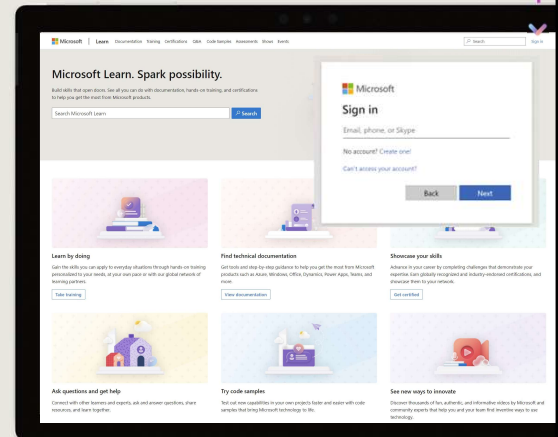 Microsoft | Learn Documentation Training Certifications Q&A Code Samples Assessments Shows Events Search Sign in
Microsoft Learn. Spark possibility.
Build skills that open doors. See all you can do with documentation, hands-on training, and certifications
to help you get the most from Microsoft products.
Search Microsoft Learn Search
Microsoft
Sign in
Email, phone, or Skype
No account? Create one!
Can't access your account?
Back Next
Learn by doing
Gain the skills you can apply to everyday situations through hands-on training
personalized to your needs, at your own pace or with our global network of
learning partners.
Take training
Find technical documentation
Get tools and step-by-step guidance to help you get the most from Microsoft
products such as Azure, Windows, Office, Dynamics, Power Apps, Teams, and
more.
View documentation
Showcase your skills
Advance in your career by completing challenges that demonstrate your
expertise. Earn globally recognized and industry-endorsed certifications, and
showcase them to your network.
Get certified
Ask questions and get help
Connect with other learners and experts, ask and answer questions, share
resources, and learn together.
Try code samples
Test out new capabilities in your own projects faster and easier with code
samples that bring Microsoft technology to life.
See new ways to innovate
Discover thousands of fun, authentic, and informative videos by Microsoft and
community experts that help you and your team find inventive ways to use
technology.